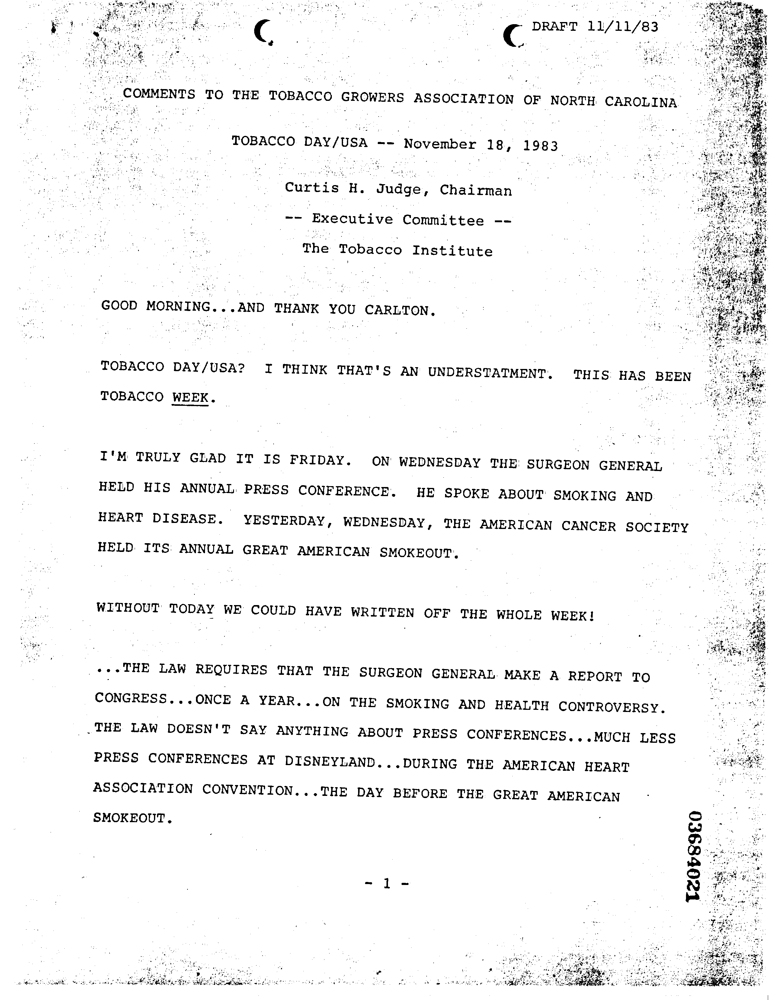 DRAFT 11/11/83
COMMENTS TO THE TOBACCO GROWERS ASSOCIATION OF NORTH CAROLINA
TOBACCO DAY/USA -- November 18, 1983
Curtis H. Judge, Chairman
-- Executive Committee --
The Tobacco Institute
GOOD MORNING...AND THANK YOU CARLTON.
TOBACCO DAY/USA? I THINK THAT'S AN UNDERSTATMENT. THIS HAS BEEN
TOBACCO WEEK.
I'M TRULY GLAD IT IS FRIDAY. ON WEDNESDAY THE SURGEON GENERAL
HELD HIS ANNUAL PRESS CONFERENCE. HE SPOKE ABOUT SMOKING AND
HEART DISEASE. YESTERDAY, WEDNESDAY, THE AMERICAN CANCER SOCIETY
HELD ITS ANNUAL GREAT AMERICAN SMOKEOUT.
WITHOUT TODAY WE COULD HAVE WRITTEN OFF THE WHOLE WEEK!
...THE LAW REQUIRES THAT THE SURGEON GENERAL MAKE A REPORT TO
CONGRESS...ONCE A YEAR...ON THE SMOKING AND HEALTH CONTROVERSY.
THE LAW DOESN'T SAY ANYTHING ABOUT PRESS CONFERENCES...MUCH LESS
PRESS CONFERENCES AT DISNEYLAND...DURING THE AMERICAN HEART
ASSOCIATION CONVENTION...THE DAY BEFORE THE GREAT AMERICAN
SMOKEOUT.
03684021
- 1 -